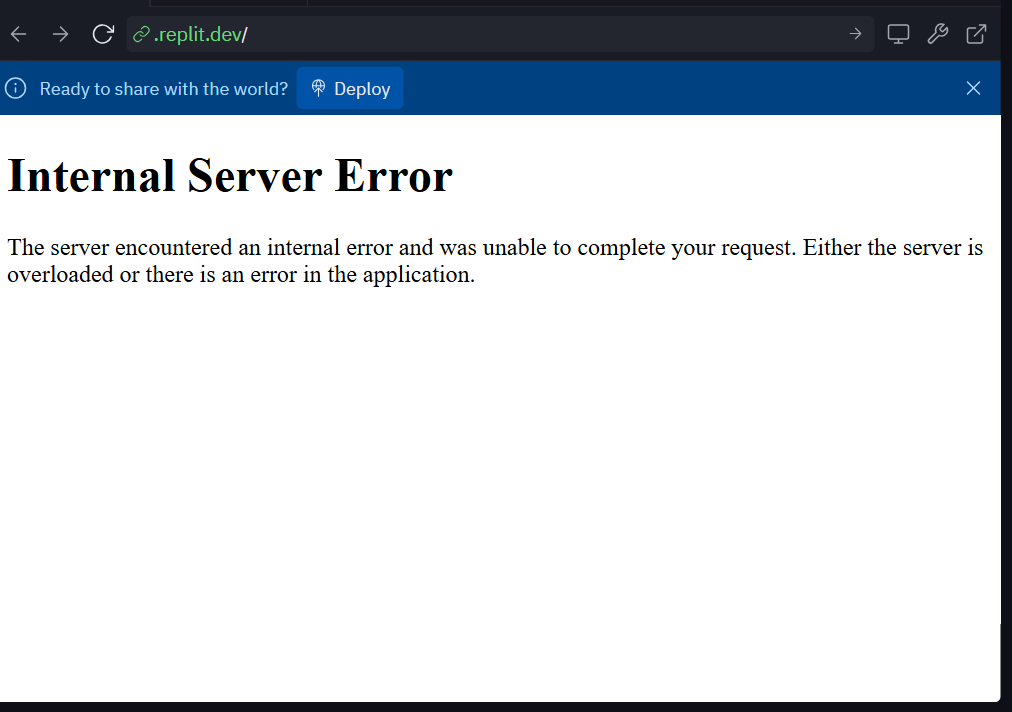 .replit.dev/
Ready to share with the world? Deploy
Internal Server Error
The server encountered an internal error and was unable to complete your request. Either the server is
overloaded or there is an error in the application.